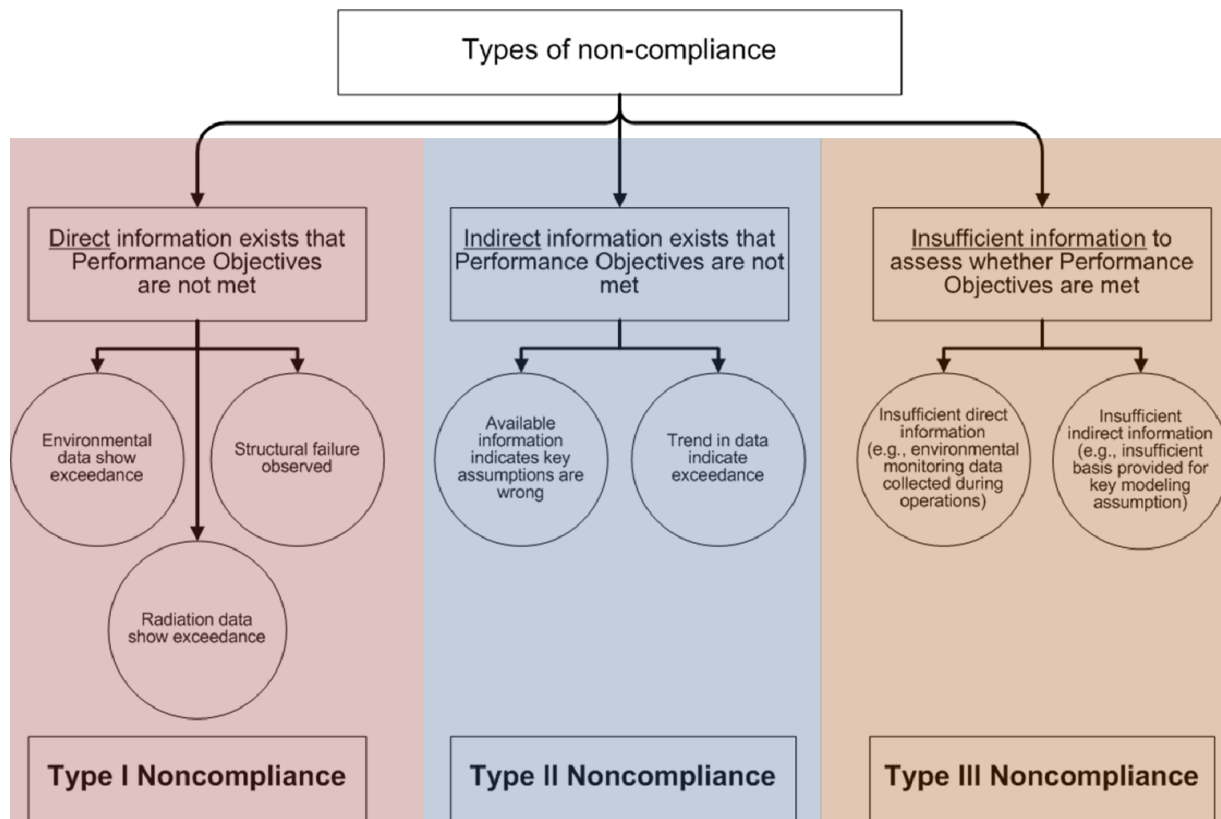 Types of non-compliance
Direct information exists that
Performance Objectives
are not met
Indirect information exists that
Performance Objectives are not
met
Insufficient information to
assess whether Performance
Objectives are met
Environmental
data show
exceedance
Structural failure
observed
Radiation data
show exceedance
Available
information
indicates key
assumptions are
wrong
Trend in data
indicate
exceedance
Insufficient direct
information
(e.g., environmental
monitoring data
collected during
operations)
Insufficient
indirect information
(e.g., insufficient
basis provided for
key modeling
assumption)
Type I Noncompliance
Type II Noncompliance
Type III Noncompliance